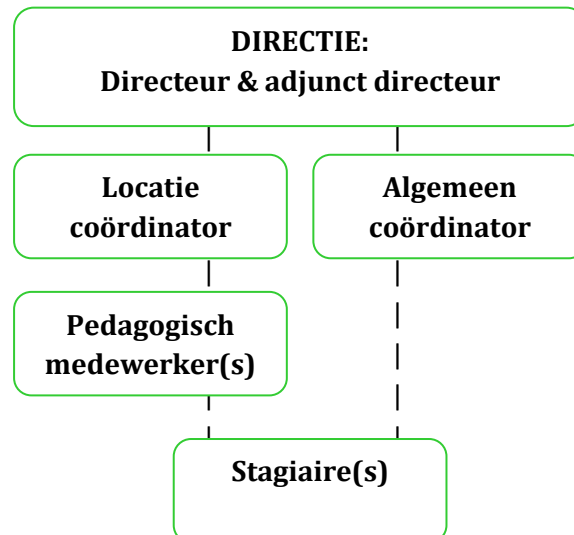 DIRECTIE:
Directeur & adjunct directeur
Locatie
coördinator
Algemeen
coördinator
Pedagogisch
medewerker(s)
Stagiaire(s)